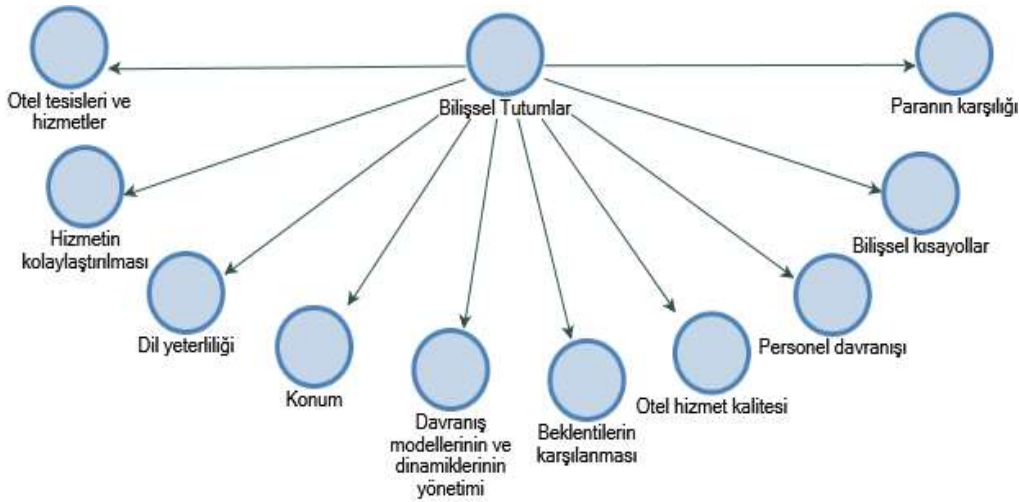 Bilişsel Tutumlar
Otel tesisleri ve
hizmetler
Paranın karşılığı
Hizmetin
kolaylaştırılması
Bilişsel kısayollar
Dil yeterliliği
Personel davranışı
Konum
Otel hizmet kalitesi
Davranış
modellerinin ve
dinamiklerinin
yönetimi
Beklentilerin
karşılanması